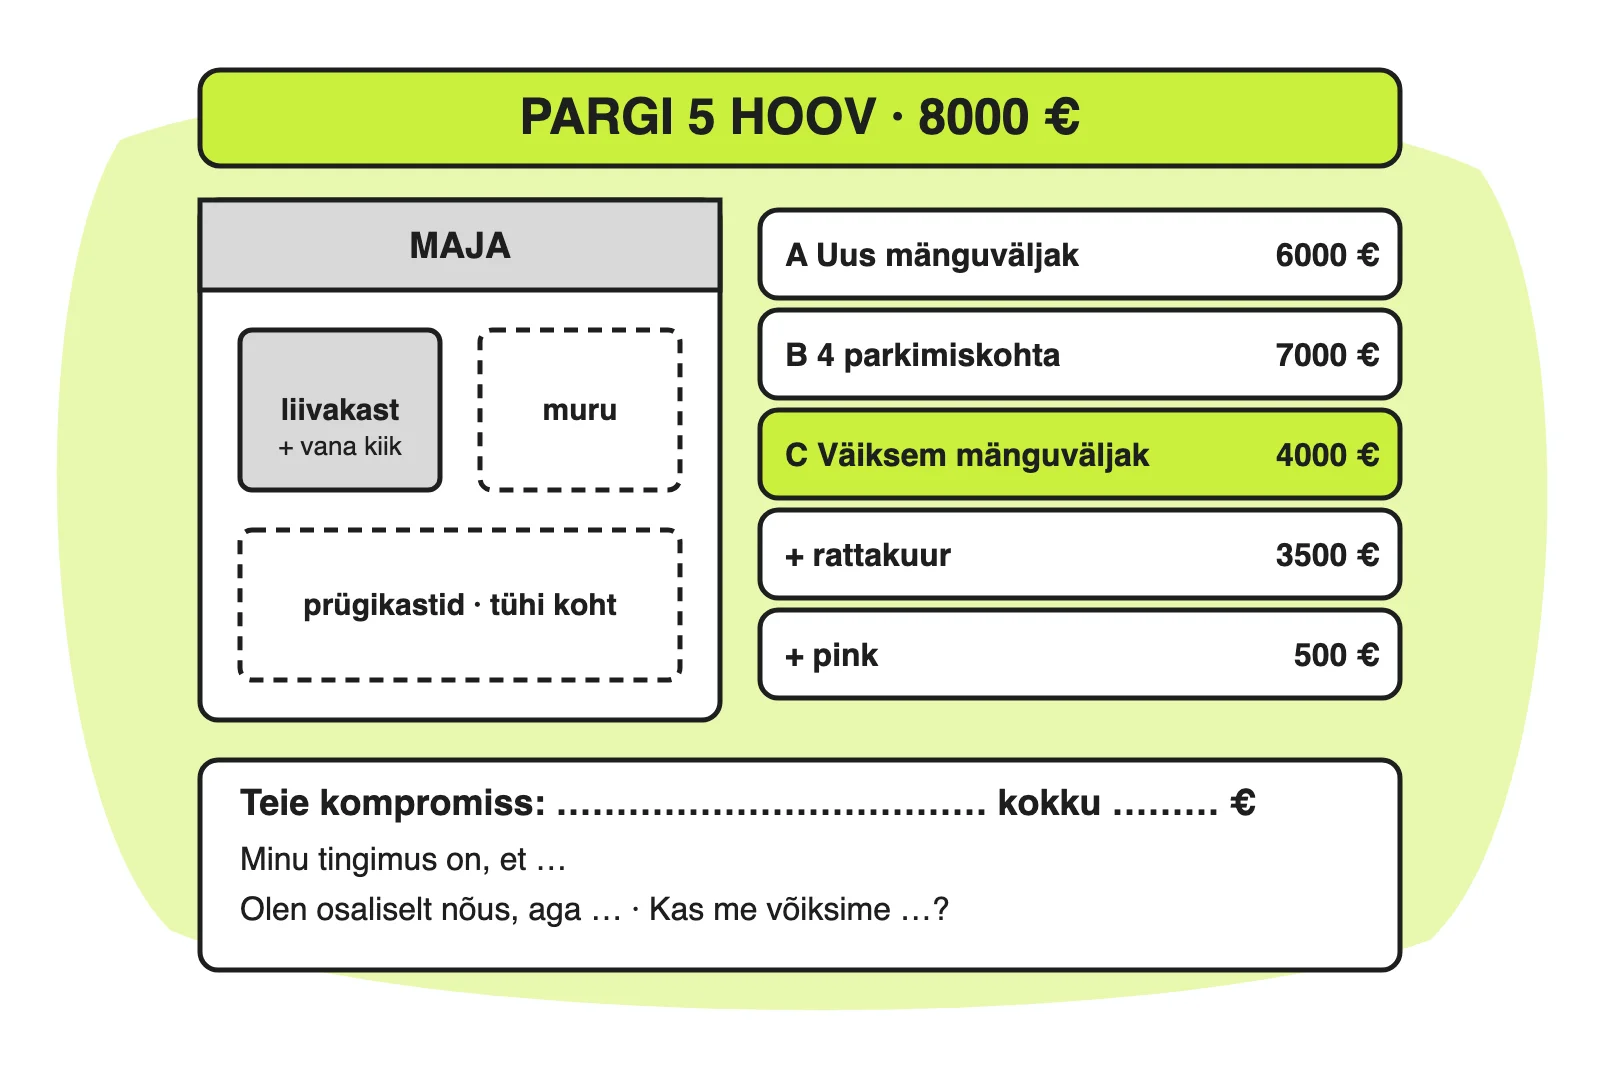 PARGI 5 HOOV · 8000 €
MAJA
liivakast
+ vana kiik
muru
prügikastid · tühi koht
A Uus mänguväljak 6000 €
B 4 parkimiskohta 7000 €
C Väiksem mänguväljak 4000 €
+ rattakuur 3500 €
+ pink 500 €
Teie kompromiss: .................................... kokku ......... €
Minu tingimus on, et …
Olen osaliselt nõus, aga … · Kas me võiksime …?